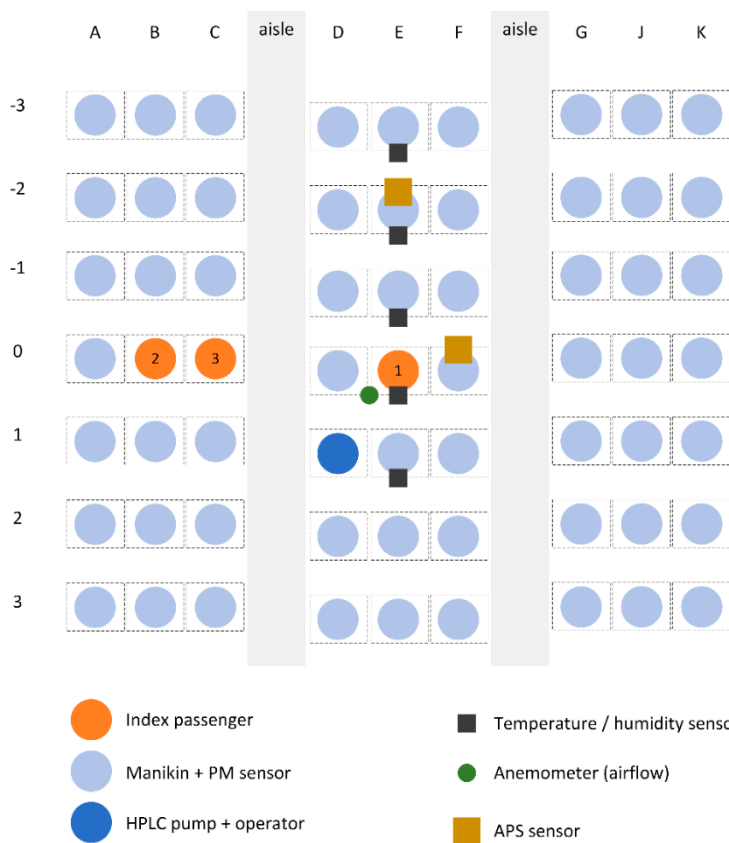 A B C aisle D E F aisle G J K
-3
-2
-1
0 2 3 1
1
2
3
Index passenger
Temperature / humidity senso
Manikin + PM sensor
Anemometer (airflow)
HPLC pump + operator
APS sensor